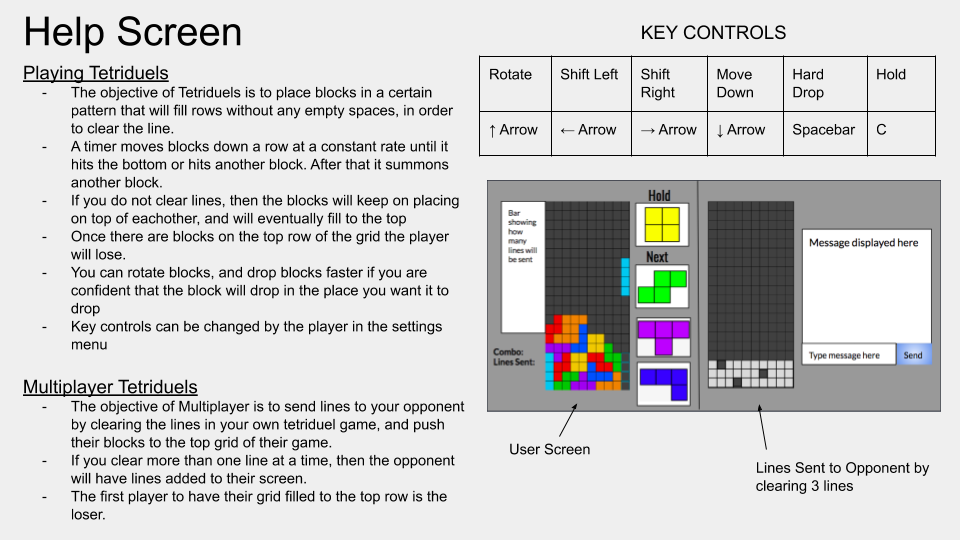 Help Screen
Playing Tetriduels
- The objective of Tetriduels is to place blocks in a certain
pattern that will fill rows without any empty spaces, in order
to clear the line.
- A timer moves blocks down a row at a constant rate until it
hits the bottom or hits another block. After that it summons
another block.
- If you do not clear lines, then the blocks will keep on placing
on top of eachother, and will eventually fill to the top
- Once there are blocks on the top row of the grid the player
will lose.
- You can rotate blocks, and drop blocks faster if you are
confident that the block will drop in the place you want it to
drop
- Key controls can be changed by the player in the settings
menu
Multiplayer Tetriduels
- The objective of Multiplayer is to send lines to your opponent
by clearing the lines in your own tetriduel game, and push
their blocks to the top grid of their game.
- If you clear more than one line at a time, then the opponent
will have lines added to their screen.
- The first player to have their grid filled to the top row is the
loser.
KEY CONTROLS
Rotate
Shift Left
Shift
Right
Move
Down
Hard
Drop
Hold
↑ Arrow
← Arrow
→ Arrow
↓ Arrow
Spacebar
C
Bar
showing
how
many
lines will
be sent
Hold
Next
Combo:
Lines Sent:
Message displayed here
Type message here
Send
User Screen
Lines Sent to Opponent by
clearing 3 lines